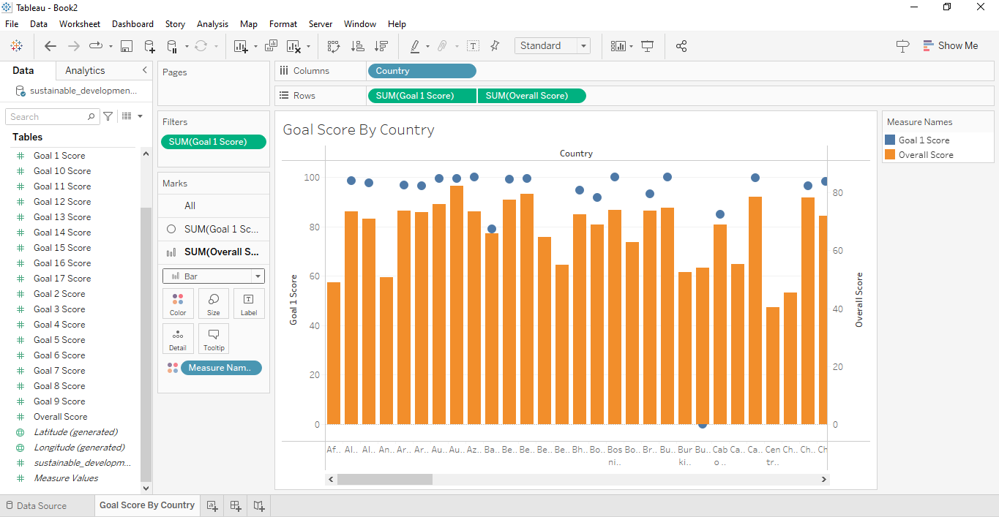 Tableau - Book2
File Data Worksheet Dashboard Story Analysis Map Format Server Window Help
Standard
Show Me
Data Analytics
sustainable_developmen...
Search
Tables
Goal 1 Score
Goal 10 Score
Goal 11 Score
Goal 12 Score
Goal 13 Score
Goal 14 Score
Goal 15 Score
Goal 16 Score
Goal 17 Score
Goal 2 Score
Goal 3 Score
Goal 4 Score
Goal 5 Score
Goal 6 Score
Goal 7 Score
Goal 8 Score
Goal 9 Score
Overall Score
Latitude (generated)
Longitude (generated)
sustainable_developm...
Measure Values
Pages
Filters
SUM(Goal 1 Score)
Marks
All
SUM(Goal 1 Sc...
SUM(Overall S...
Bar
Color Size Label
T
Detail Tooltip
Measure Nam..
Columns Country
Rows SUM(Goal 1 Score) SUM(Overall Score)
Goal Score By Country
Country
Goal 1 Score
100
80
60
40
20
0
80
60
40
20
0
Overall Score
Af.. Al.. Al.. An.. Ar.. Ar.. Au.. Au.. Az.. Ba.. Be.. Be.. Be.. Be.. Bh.. Bo.. Bosni.. Bo.. Br.. Bu.. Burki.. Bu.. Cabo .. Ca.. Ca.. Centr.. Ch.. Ch.. Ch
Measure Names
Goal 1 Score
Overall Score
Data Source Goal Score By Country